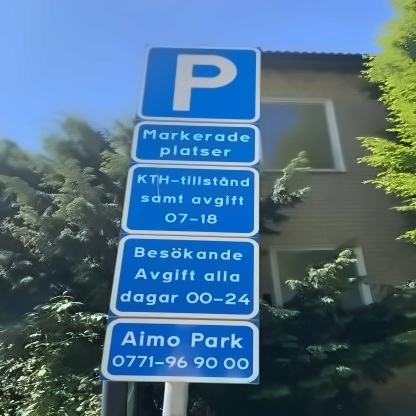 P
Markerade
platser
KTH-tillstånd
samt avgift
07-18
Besökande
Avgift alla
dagar 00-24
Aimo Park
0771-96 90 00